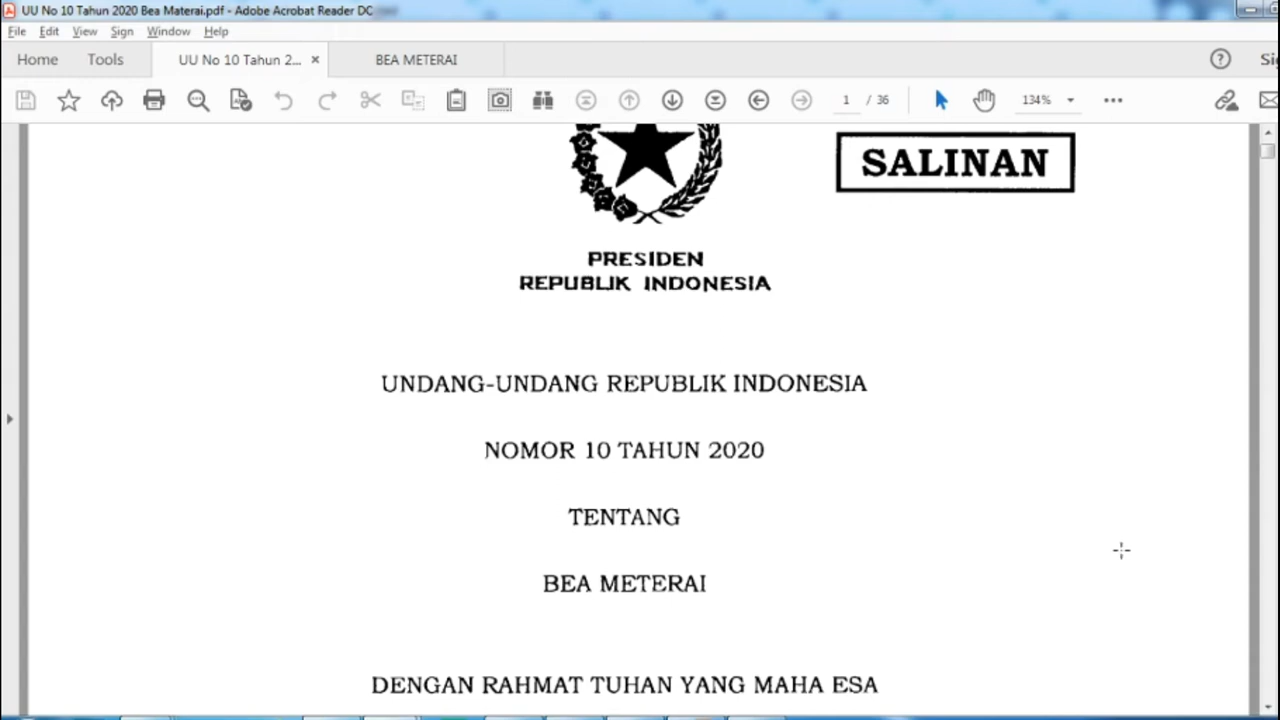 UU No 10 Tahun 2020 Bea Materai.pdf - Adobe Acrobat Reader DC
File Edit View Sign Window Help
Home Tools UU No 10 Tahun 2... × BEA METERAI
1 / 36 134%
SALINAN
PRESIDEN
REPUBLIK INDONESIA
UNDANG-UNDANG REPUBLIK INDONESIA
NOMOR 10 TAHUN 2020
TENTANG
BEA METERAI
DENGAN RAHMAT TUHAN YANG MAHA ESA